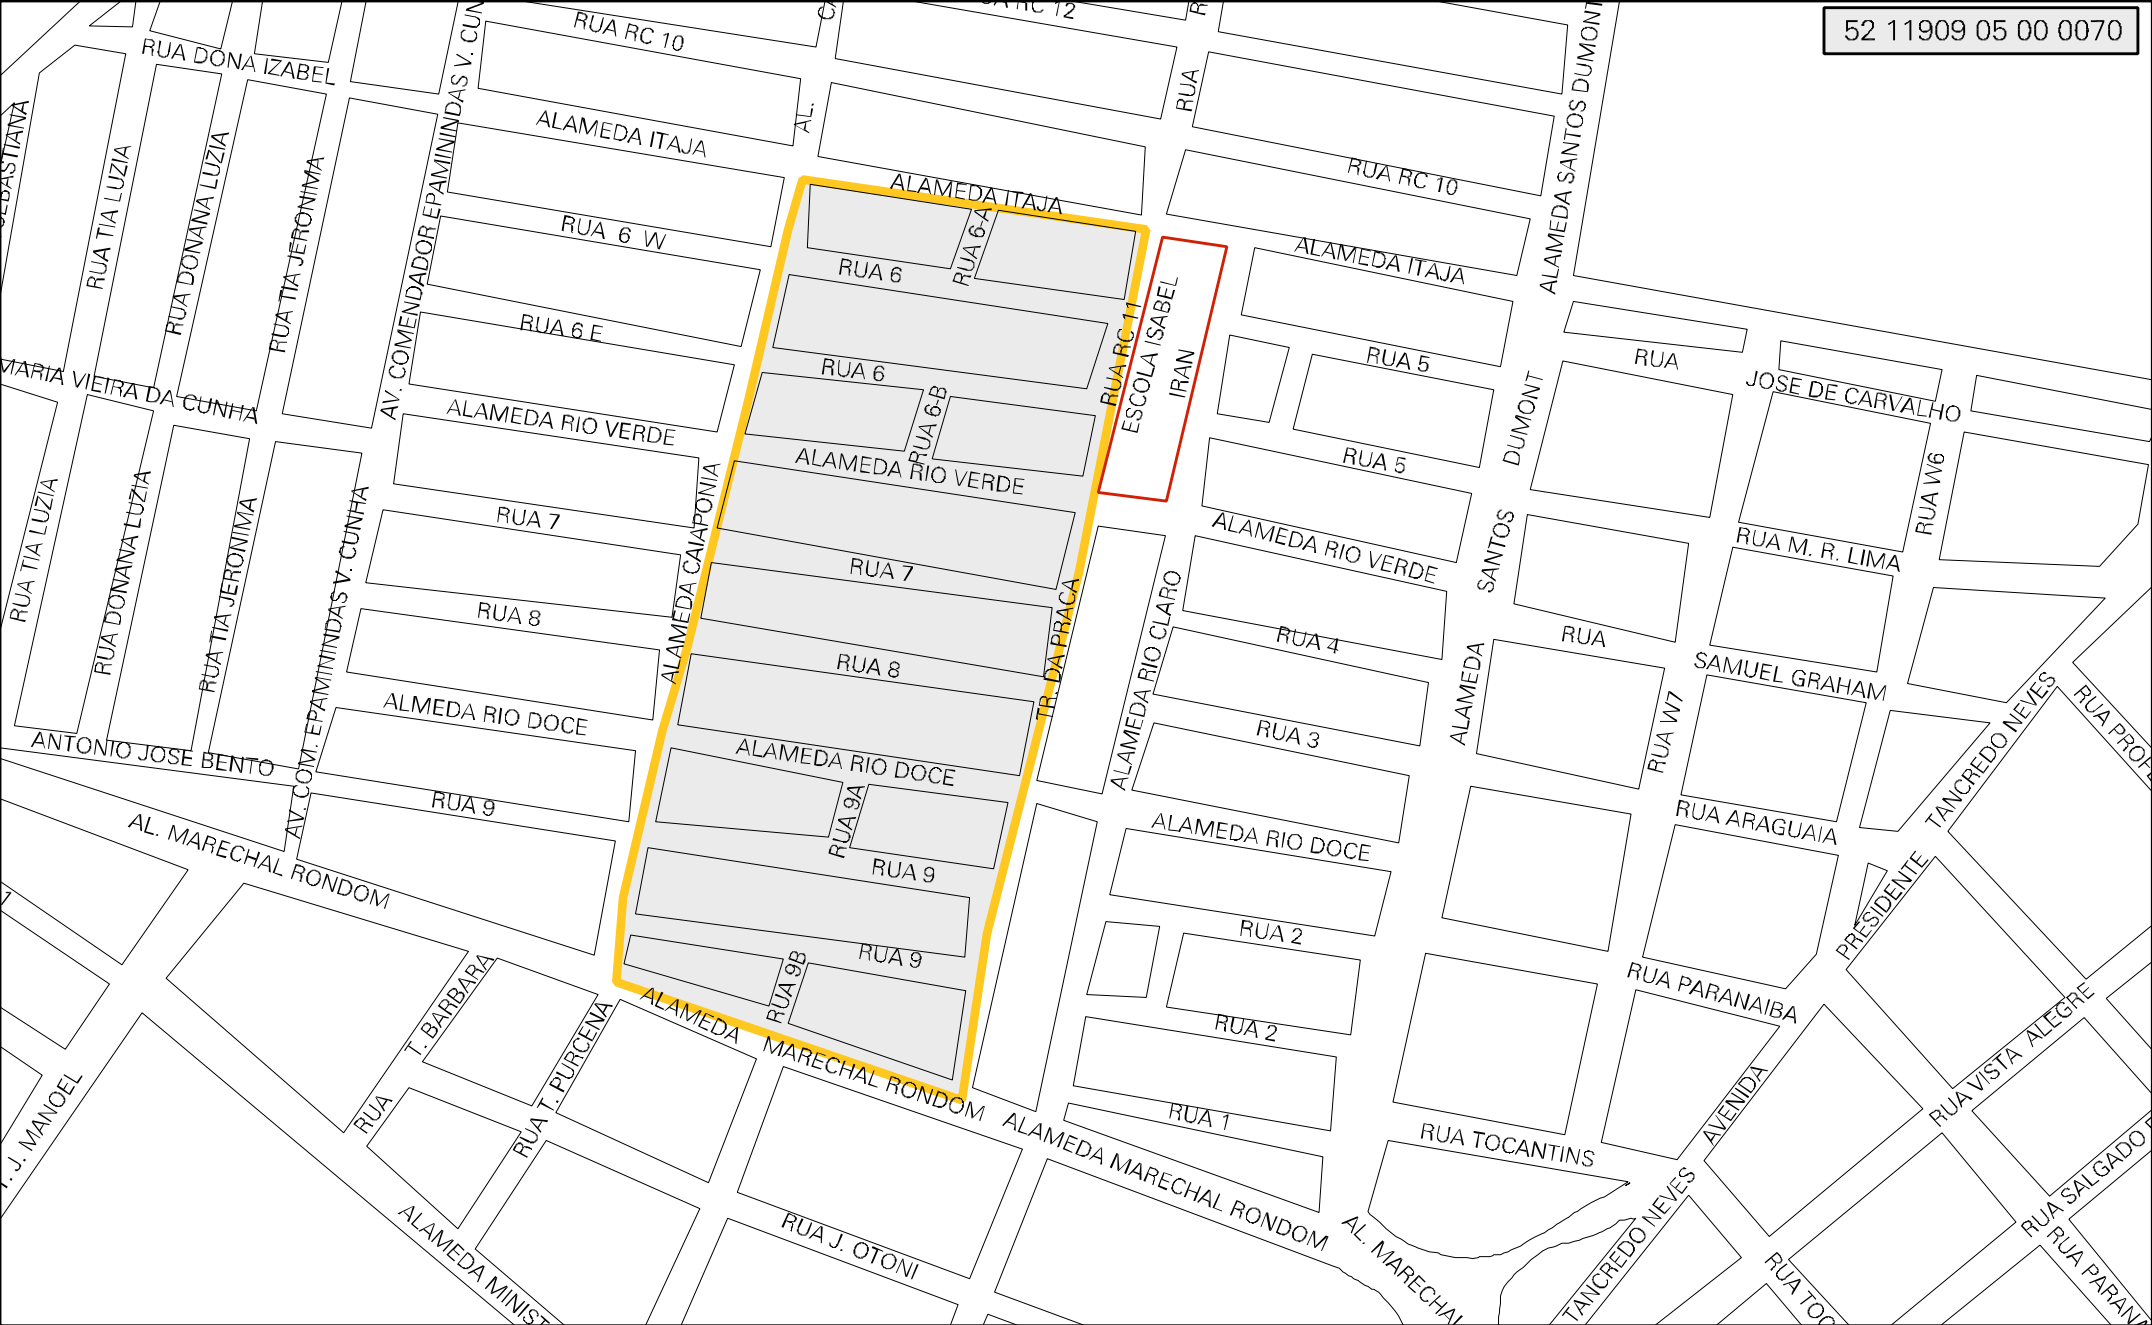 52 11909 05 00 0070
RUA RC 10
RUA DONA IZABEL
ALAMEDA ITAJA
AL.
RUA
RUA RC 10
ALAMEDA SANTOS DUMONT
ALAMEDA ITAJA
ALAMEDA ITAJA
RUA TIA LUZIA
RUA DONANA LUZIA
RUA TIA JERONIMA
AV. COMENDADOR EPAMININDAS V. CUN
RUA 6 W
RUA 6
RUA 6-A
RUA RC 11
ESCOLA ISABEL
IRAN
RUA 6 E
RUA 6
RUA 6-B
RUA 5
RUA
JOSE DE CARVALHO
MARIA VIEIRA DA CUNHA
ALAMEDA RIO VERDE
ALAMEDA RIO VERDE
RUA 5
DUMONT
SANTOS
ALAMEDA
RUA W6
RUA TIA LUZIA
RUA DONANA LUZIA
RUA TIA JERONIMA
AV. COM. EPAMININDAS V. CUNHA
RUA 7
ALAMEDA CAIAPONIA
RUA 7
ALAMEDA RIO VERDE
RUA M. R. LIMA
RUA 8
RUA 8
TR. DA PRACA
ALAMEDA RIO CLARO
RUA 4
RUA
SAMUEL GRAHAM
RUA W7
ALMEDA RIO DOCE
ALAMEDA RIO DOCE
RUA 3
ANTONIO JOSE BENTO
RUA 9
RUA 9A
RUA 9
ALAMEDA RIO DOCE
RUA ARAGUAIA
TANCREDO NEVES
PRESIDENTE
AL. MARECHAL RONDOM
RUA 9
RUA 9B
RUA 2
RUA PARANAIBA
RUA 2
T. BARBARA
RUA
RUA T. PURCENA
ALAMEDA
MARECHAL RONDOM
ALAMEDA MARECHAL RONDOM
RUA 1
RUA TOCANTINS
AVENIDA
TANCREDO NEVES
RUA VISTA ALEGRE
RUA SALGADO
RUA PARANA
RUA TOC
T. J. MANOEL
ALAMEDA MINIST
RUA J. OTONI
AL. MARECHAL